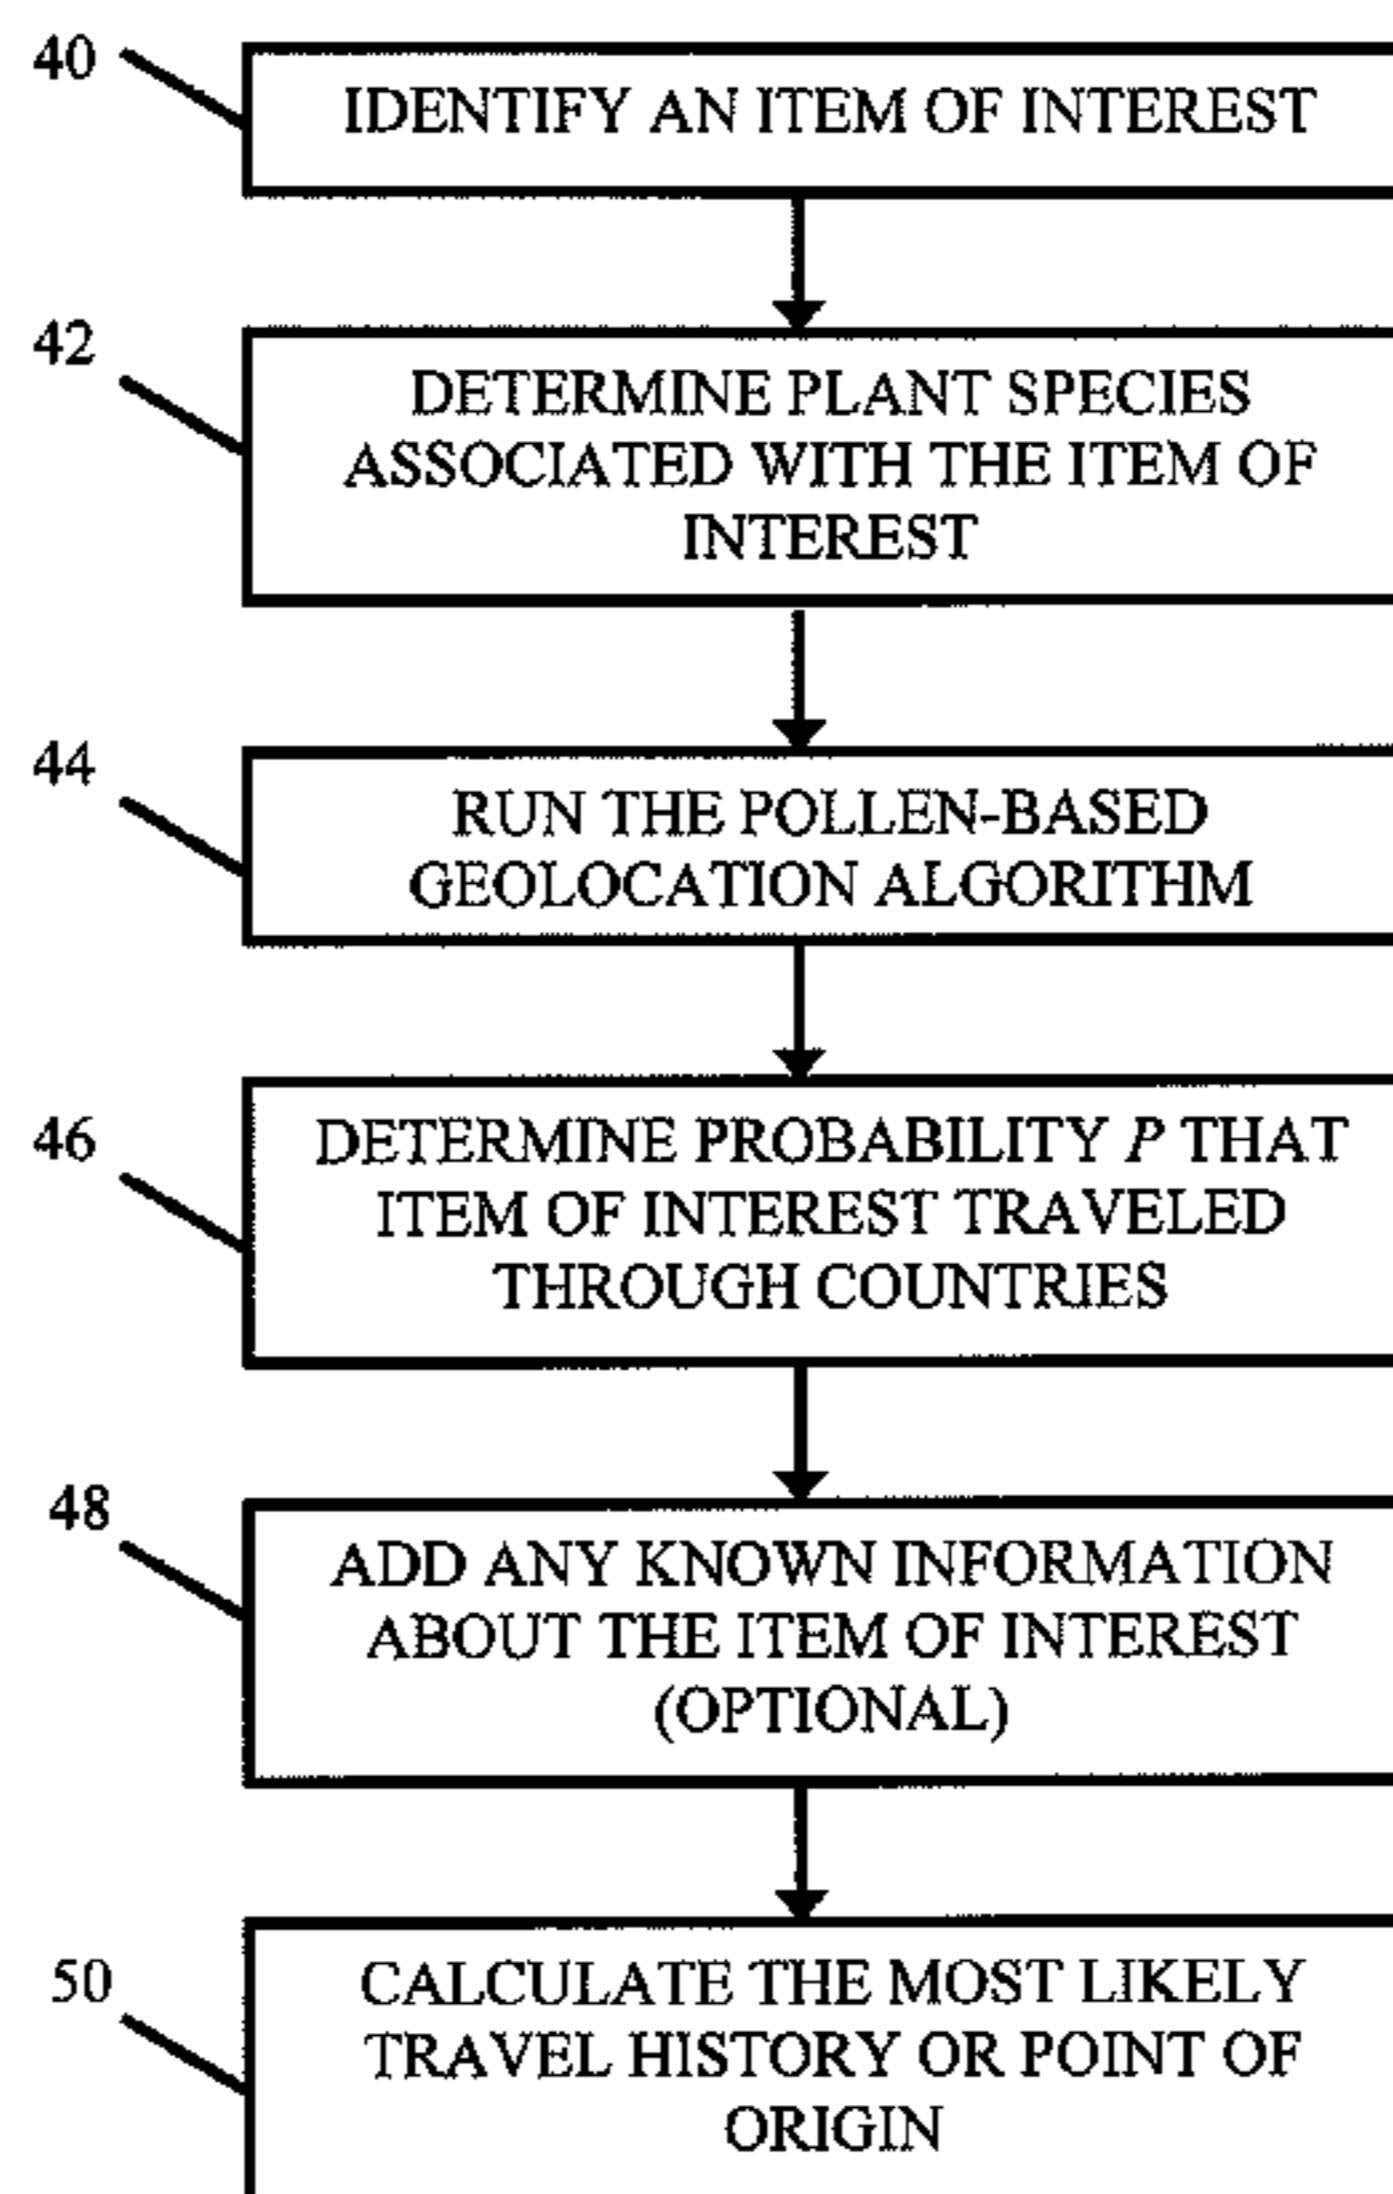 40
IDENTIFY AN ITEM OF INTEREST
42
DETERMINE PLANT SPECIES
ASSOCIATED WITH THE ITEM OF
INTEREST
44
RUN THE POLLEN-BASED
GEOLOCATION ALGORITHM
46
DETERMINE PROBABILITY P THAT
ITEM OF INTEREST TRAVELED
THROUGH COUNTRIES
48
ADD ANY KNOWN INFORMATION
ABOUT THE ITEM OF INTEREST
(OPTIONAL)
50
CALCULATE THE MOST LIKELY
TRAVEL HISTORY OR POINT OF
ORIGIN